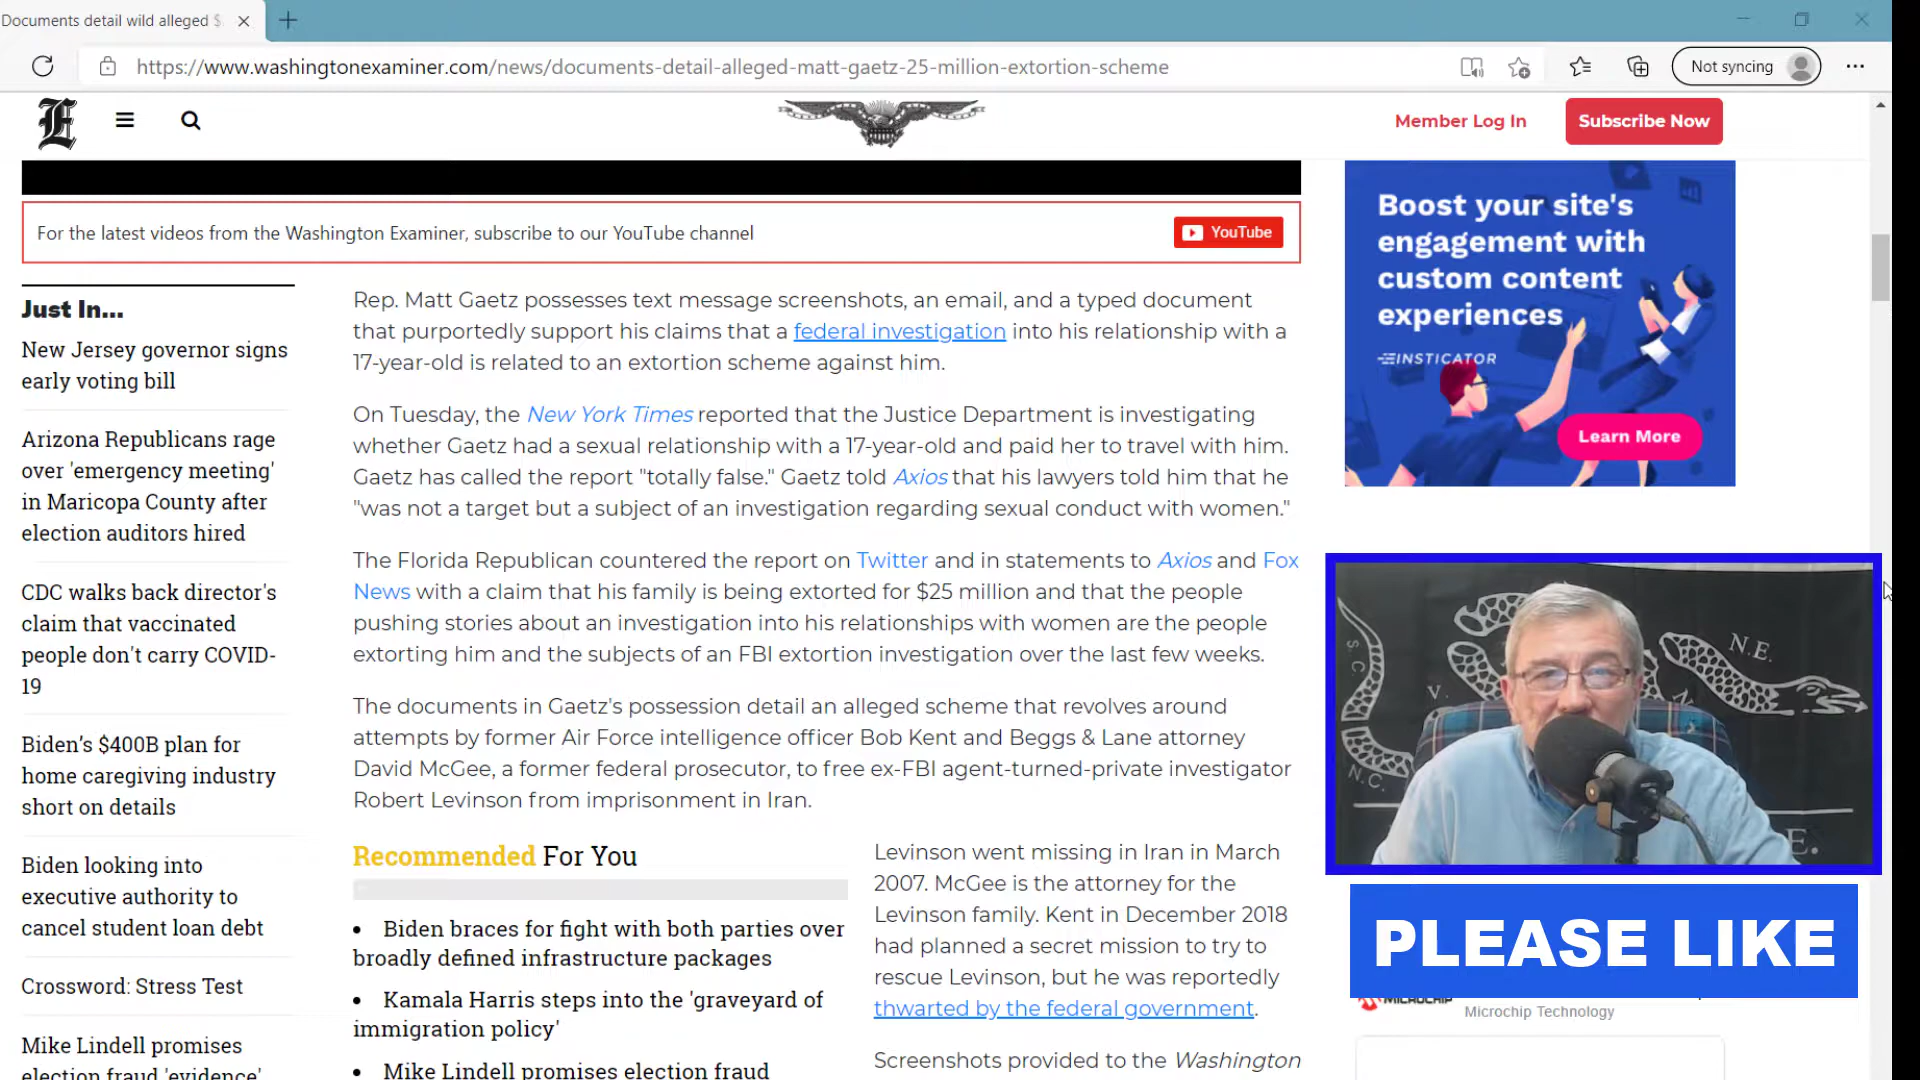 Documents detail wild alleged $
https://www.washingtonexaminer.com/news/documents-detail-alleged-matt-gaetz-25-million-extortion-scheme
Not syncing
E
Member Log In
Subscribe Now
For the latest videos from the Washington Examiner, subscribe to our YouTube channel
YouTube
Just In...
New Jersey governor signs
early voting bill
Arizona Republicans rage
over 'emergency meeting'
in Maricopa County after
election auditors hired
CDC walks back director's
claim that vaccinated
people don't carry COVID-
19
Biden's $400B plan for
home caregiving industry
short on details
Biden looking into
executive authority to
cancel student loan debt
Crossword: Stress Test
Mike Lindell promises
election fraud 'evidence'
Rep. Matt Gaetz possesses text message screenshots, an email, and a typed document
that purportedly support his claims that a federal investigation into his relationship with a
17-year-old is related to an extortion scheme against him.
On Tuesday, the New York Times reported that the Justice Department is investigating
whether Gaetz had a sexual relationship with a 17-year-old and paid her to travel with him.
Gaetz has called the report "totally false." Gaetz told Axios that his lawyers told him that he
"was not a target but a subject of an investigation regarding sexual conduct with women."
The Florida Republican countered the report on Twitter and in statements to Axios and Fox
News with a claim that his family is being extorted for $25 million and that the people
pushing stories about an investigation into his relationships with women are the people
extorting him and the subjects of an FBI extortion investigation over the last few weeks.
The documents in Gaetz's possession detail an alleged scheme that revolves around
attempts by former Air Force intelligence officer Bob Kent and Beggs & Lane attorney
David McGee, a former federal prosecutor, to free ex-FBI agent-turned-private investigator
Robert Levinson from imprisonment in Iran.
Recommended For You
• Biden braces for fight with both parties over
broadly defined infrastructure packages
• Kamala Harris steps into the 'graveyard of
immigration policy'
• Mike Lindell promises election fraud
Levinson went missing in Iran in March
2007. McGee is the attorney for the
Levinson family. Kent in December 2018
had planned a secret mission to try to
rescue Levinson, but he was reportedly
thwarted by the federal government.
Screenshots provided to the Washington
Boost your site's
engagement with
custom content
experiences
INSTICATOR
Learn More
S.C.
N.C.
V.
N.E.
E.
PLEASE LIKE
MICROCHIP
Microchip Technology